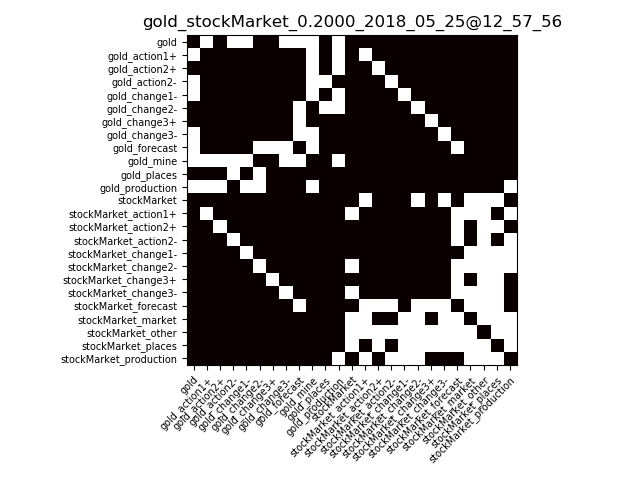 gold_stockMarket_0.2000_2018_05_25@12_57_56
gold
gold_action1+
gold_action2+
gold_action2-
gold_change1-
gold_change2-
gold_change3+
gold_change3-
gold_forecast
gold_mine
gold_places
gold_production
stockMarket
stockMarket_action1+
stockMarket_action2+
stockMarket_action2-
stockMarket_change1-
stockMarket_change2-
stockMarket_change3+
stockMarket_change3-
stockMarket_forecast
stockMarket_market
stockMarket_other
stockMarket_places
stockMarket_production
gold
gold_action1+
gold_action2+
gold_action2-
gold_change1-
gold_change2-
gold_change3+
gold_change3-
gold_forecast
gold_mine
gold_places
gold_production
stockMarket
stockMarket_action1+
stockMarket_action2+
stockMarket_action2-
stockMarket_change1-
stockMarket_change2-
stockMarket_change3+
stockMarket_change3-
stockMarket_forecast
stockMarket_market
stockMarket_other
stockMarket_places
stockMarket_production